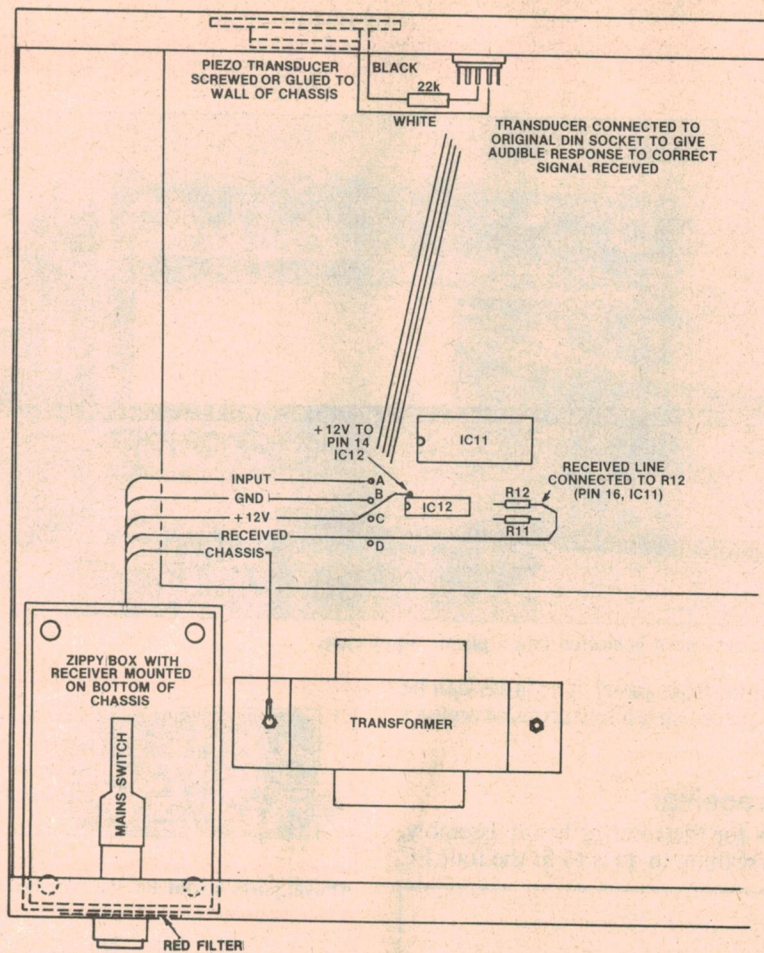 PIEZO TRANSDUCER
SCREWED OR GLUED TO
WALL OF CHASSIS
BLACK
22k
WHITE
TRANSDUCER CONNECTED TO
ORIGINAL DIN SOCKET TO GIVE
AUDIBLE RESPONSE TO CORRECT
SIGNAL RECEIVED
+12V TO
PIN 14
IC12
IC11
RECEIVED LINE
CONNECTED TO R12
(PIN 16, IC11)
INPUT
A
GND
B
+12V
C
RECEIVED
D
CHASSIS
IC12
R12
R11
ZIPPY BOX WITH
RECEIVER MOUNTED
ON BOTTOM OF
CHASSIS
MAINS SWITCH
TRANSFORMER
RED FILTER